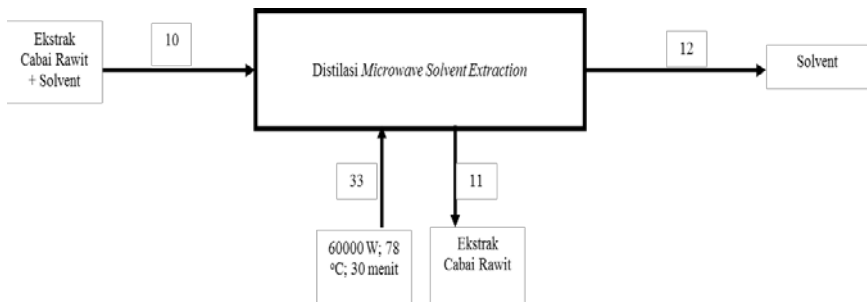 Ekstrak
Cabai Rawit
+ Solvent
10
Distilasi Microwave Solvent Extraction
12
Solvent
33
11
60000 W; 78
°C; 30 menit
Ekstrak
Cabai Rawit